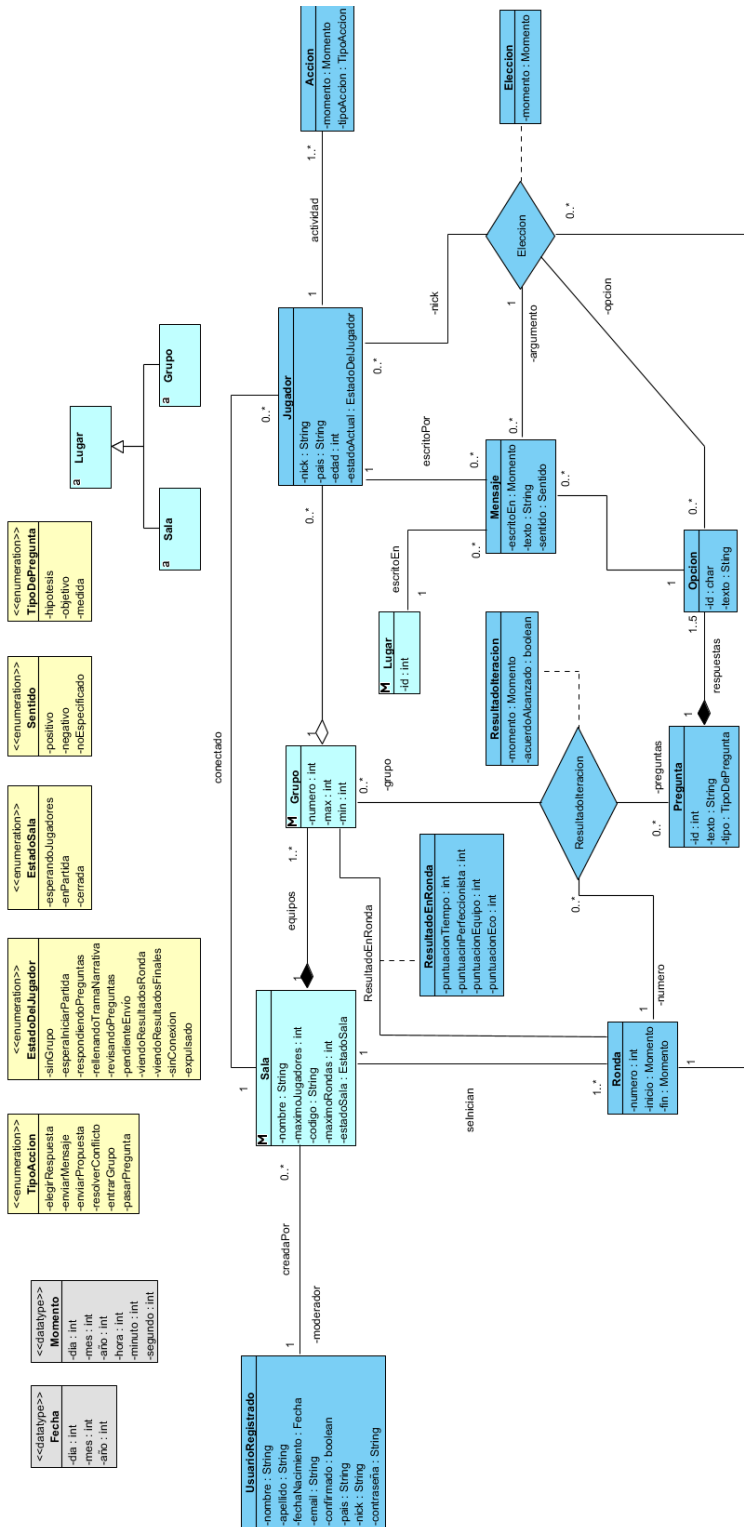 <<datatype>>
Fecha
-dia : int
-mes : int
-año : int
<<datatype>>
Momento
-dia : int
-mes : int
-año : int
-hora : int
-minuto : int
-segundo : int
<<enumeration>>
TipoAccion
-elegirRespuesta
-enviarMensaje
-enviarPropuesta
-resolverConflicto
-entrarGrupo
-pasarPregunta
<<enumeration>>
EstadoDelJugador
-sinGrupo
-esperaIniciarPartida
-respondiendoPreguntas
-rellenandoTramaNarrativa
-revisandoPreguntas
-pendienteEnvio
-viendoResultadosRonda
-viendoResultadosFinales
-sinConexion
-expulsado
<<enumeration>>
EstadoSala
-esperandoJugadores
-enPartida
-cerrada
<<enumeration>>
Sentido
-positivo
-negativo
-noEspecificado
<<enumeration>>
TipoDePregunta
-hipotesis
-objetivo
-medida
a
Lugar
a
Sala
a
Grupo
UsuarioRegistrado
-nombre : String
-apellido : String
-fechaNacimiento : Fecha
-email : String
-confirmado : boolean
-pais : String
-nick : String
-contraseña : String
1
creadaPor
-moderador
0..*
M
Sala
-nombre : String
-maximoJugadores : int
-codigo : String
-maximoRondas : int
-estadoSala : EstadoSala
1
conectado
0..*
1
equipos
1..*
M
Grupo
-numero : int
-max : int
-min : int
1
0..*
Jugador
-nick : String
-pais : String
-edad : int
-estadoActual : EstadoDelJugador
1
actividad
1..*
Accion
-momento : Momento
-tipoAccion : TipoAccion
1
seInician
1..*
ResultadoEnRonda
ResultadoEnRonda
-puntuacionTiempo : int
-puntuacinPerfeccionista : int
-puntuacionEquipo : int
-puntuacionEco : int
0..*
-grupo
M
Lugar
-id : int
1
escritoEn
0..*
1
escritoPor
0..*
Mensaje
-escritoEn : Momento
-texto : String
-sentido : Sentido
0..*
-argumento
1
0..*
-nick
Eleccion
Eleccion
-momento : Momento
0..*
-opcion
ResultadoIteracion
-momento : Momento
-acuerdoAlcanzado : boolean
ResultadoIteracion
0..*
-numero
1
Ronda
-numero : int
-inicio : Momento
-fin : Momento
1
0..*
-preguntas
Pregunta
-id : int
-texto : String
-tipo : TipoDePregunta
1
respuestas
1..5
Opcion
-id : char
-texto : Sting
1
0..*
0..*